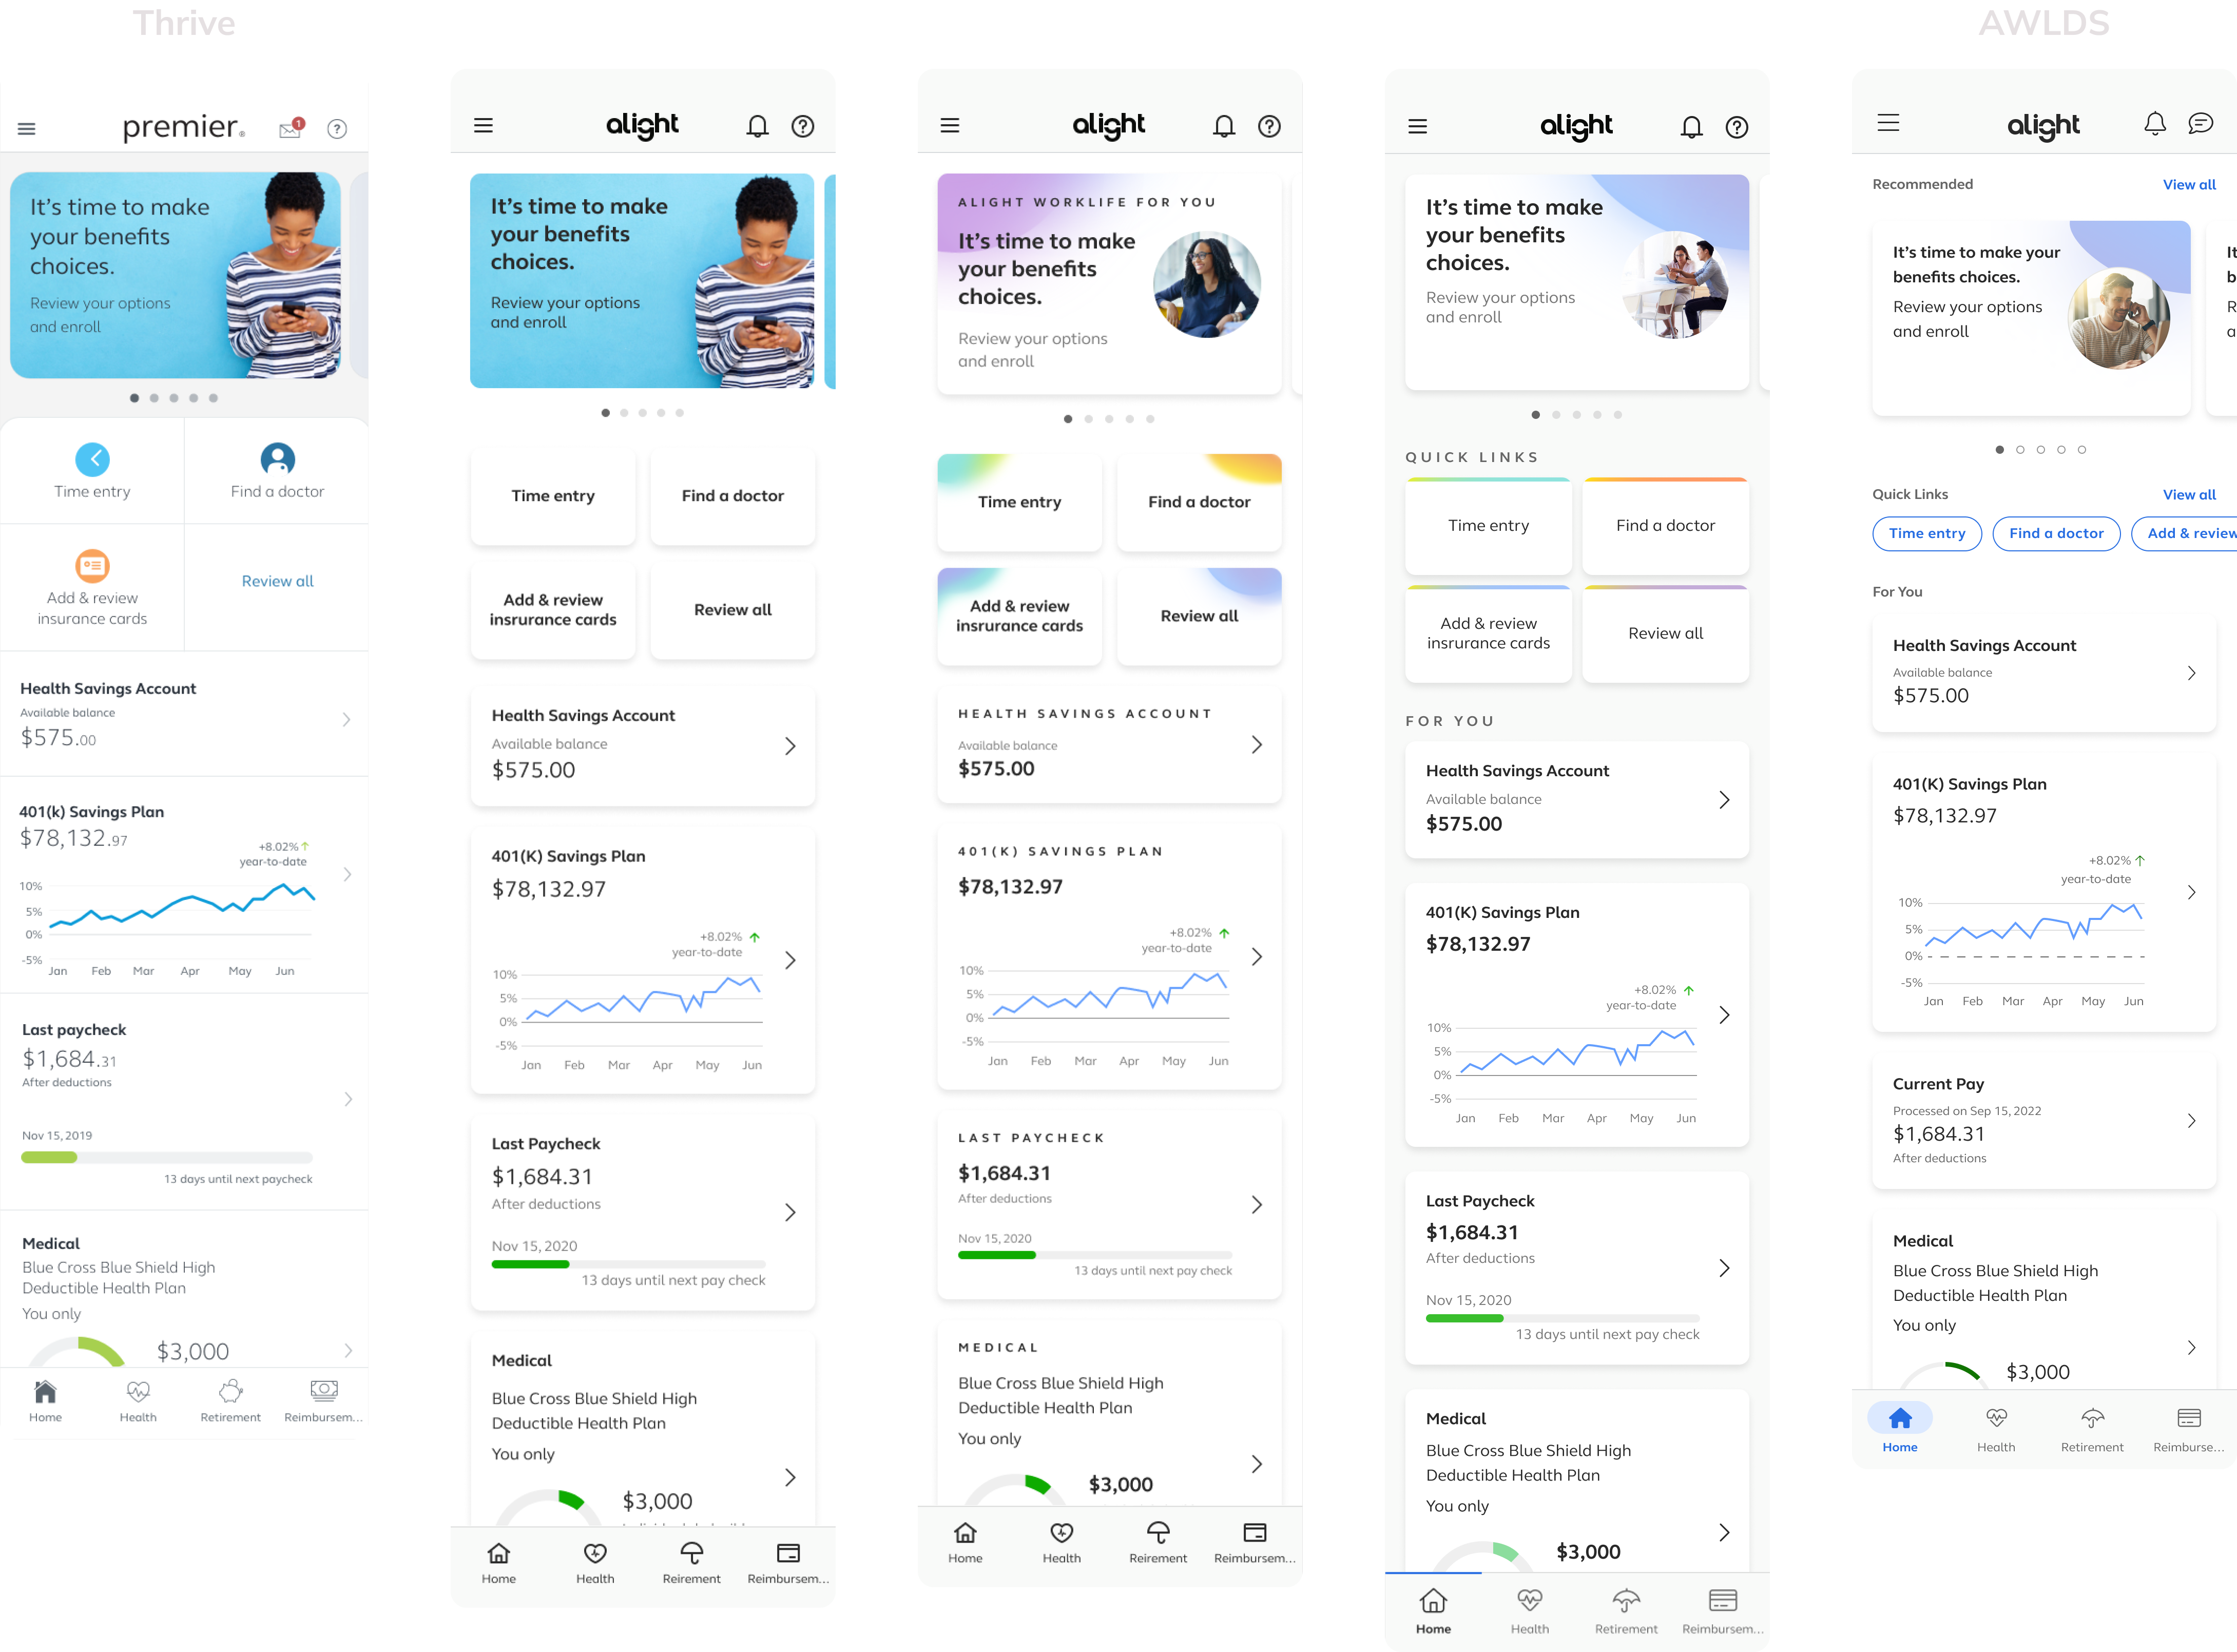 Thrive
premier®
1
?
It's time to make
your benefits
choices.
Review your options
and enroll
Time entry
Find a doctor
Add & review
insurance cards
Review all
Health Savings Account
Available balance
$575.00
401(k) Savings Plan
$78,132.97
+8.02%
year-to-date
10%
5%
0%
-5%
Jan Feb Mar Apr May Jun
Last paycheck
$1,684.31
After deductions
Nov 15, 2019
13 days until next paycheck
Medical
Blue Cross Blue Shield High
Deductible Health Plan
You only
$3,000
Home Health Retirement Reimbursem...
alight
?
It's time to make
your benefits
choices.
Review your options
and enroll
Time entry
Find a doctor
Add & review
insrurance cards
Review all
Health Savings Account
Available balance
$575.00
401(K) Savings Plan
$78,132.97
+8.02%
year-to-date
10%
5%
0%
-5%
Jan Feb Mar Apr May Jun
Last Paycheck
$1,684.31
After deductions
Nov 15, 2020
13 days until next pay check
Medical
Blue Cross Blue Shield High
Deductible Health Plan
You only
$3,000
Home Health Reirement Reimbursem...
alight
?
ALIGHT WORKLIFE FOR YOU
It's time to make
your benefits
choices.
Review your options
and enroll
Time entry
Find a doctor
Add & review
insrurance cards
Review all
HEALTH SAVINGS ACCOUNT
Available balance
$575.00
401(K) SAVINGS PLAN
$78,132.97
+8.02%
year-to-date
10%
5%
0%
-5%
Jan Feb Mar Apr May Jun
LAST PAYCHECK
$1,684.31
After deductions
Nov 15, 2020
13 days until next pay check
MEDICAL
Blue Cross Blue Shield High
Deductible Health Plan
You only
$3,000
Home Health Reirement Reimbursem...
alight
?
It's time to make
your benefits
choices.
Review your options
and enroll
QUICK LINKS
Time entry
Find a doctor
Add & review
insrurance cards
Review all
FOR YOU
Health Savings Account
Available balance
$575.00
401(K) Savings Plan
$78,132.97
+8.02%
year-to-date
10%
5%
0%
-5%
Jan Feb Mar Apr May Jun
Last Paycheck
$1,684.31
After deductions
Nov 15, 2020
13 days until next pay check
Medical
Blue Cross Blue Shield High
Deductible Health Plan
You only
$3,000
Home Health Retirement Reimbursem...
AWLDS
alight
Recommended View all
It's time to make your
benefits choices.
Review your options
and enroll
Quick Links View all
Time entry Find a doctor Add & review
For You
Health Savings Account
Available balance
$575.00
401(K) Savings Plan
$78,132.97
+8.02%
year-to-date
10%
5%
0%
-5%
Jan Feb Mar Apr May Jun
Current Pay
Processed on Sep 15, 2022
$1,684.31
After deductions
Medical
Blue Cross Blue Shield High
Deductible Health Plan
You only
$3,000
Home Health Retirement Reimburse...